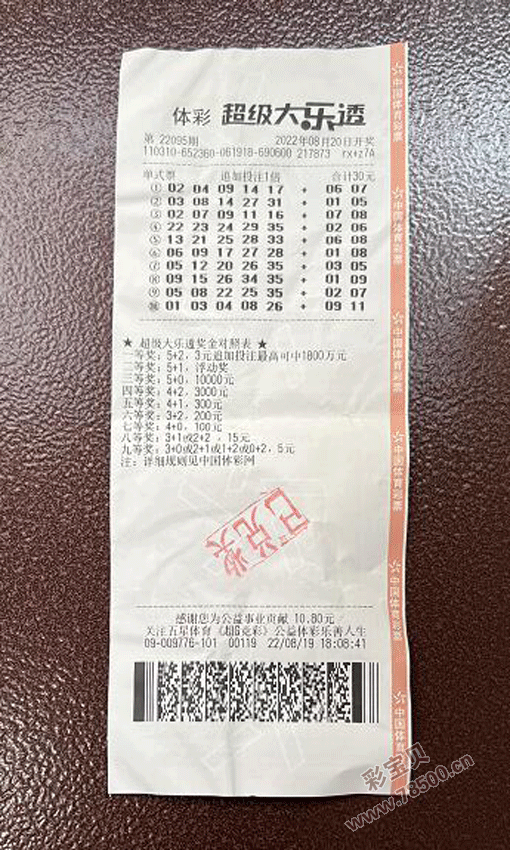 体彩 超级大乐透
第 22095期 2022年08月20日开奖
110310-652360-061918-690600 217873 rx+z7A
单式票 追加投注1倍 合计30元
① 02 04 09 14 17 + 06 07
② 03 08 14 27 31 + 01 05
③ 02 07 09 11 16 + 07 08
④ 22 23 24 29 35 + 02 06
⑤ 13 21 25 28 33 + 06 08
⑥ 06 09 17 27 28 + 01 08
⑦ 05 12 20 26 35 + 03 05
⑧ 09 15 26 34 35 + 01 09
⑨ 05 08 22 25 35 + 02 07
⑩ 01 03 04 08 26 + 09 11
★ 超级大乐透奖金对照表 ★
一等奖：5+2，3元追加投注最高可中1800万元
二等奖：5+1，浮动奖
三等奖：5+0，10000元
四等奖：4+2，3000元
五等奖：4+1，300元
六等奖：3+2，200元
七等奖：4+0，100元
八等奖：3+1或2+2 ，15元
九等奖：3+0或2+1或1+2或0+2，5元
注：详细规则见中国体彩网
已兑奖
感谢您为公益事业贡献 10.80元
关注五星体育《超G竞彩》公益体彩乐善人生
09-009776-101 00119 22/08/19 18:08:41
中国体育彩票
中国体育彩票
中国体育彩票
中国体育彩票
中国体育彩票
中国体育彩票
彩宝贝
www.78500.cn